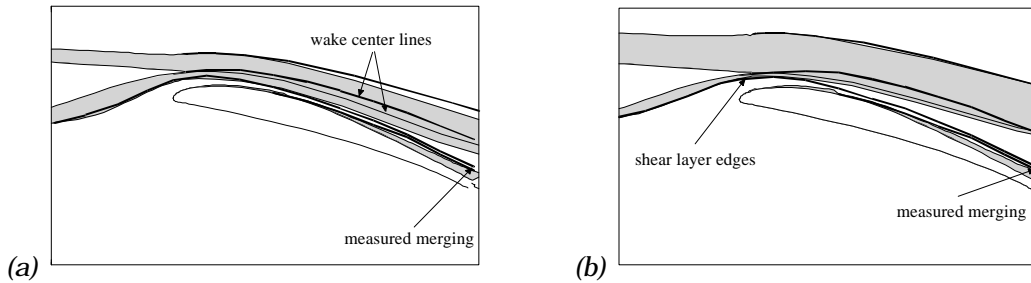 wake center lines
measured merging
(a)
shear layer edges
measured merging
(b)